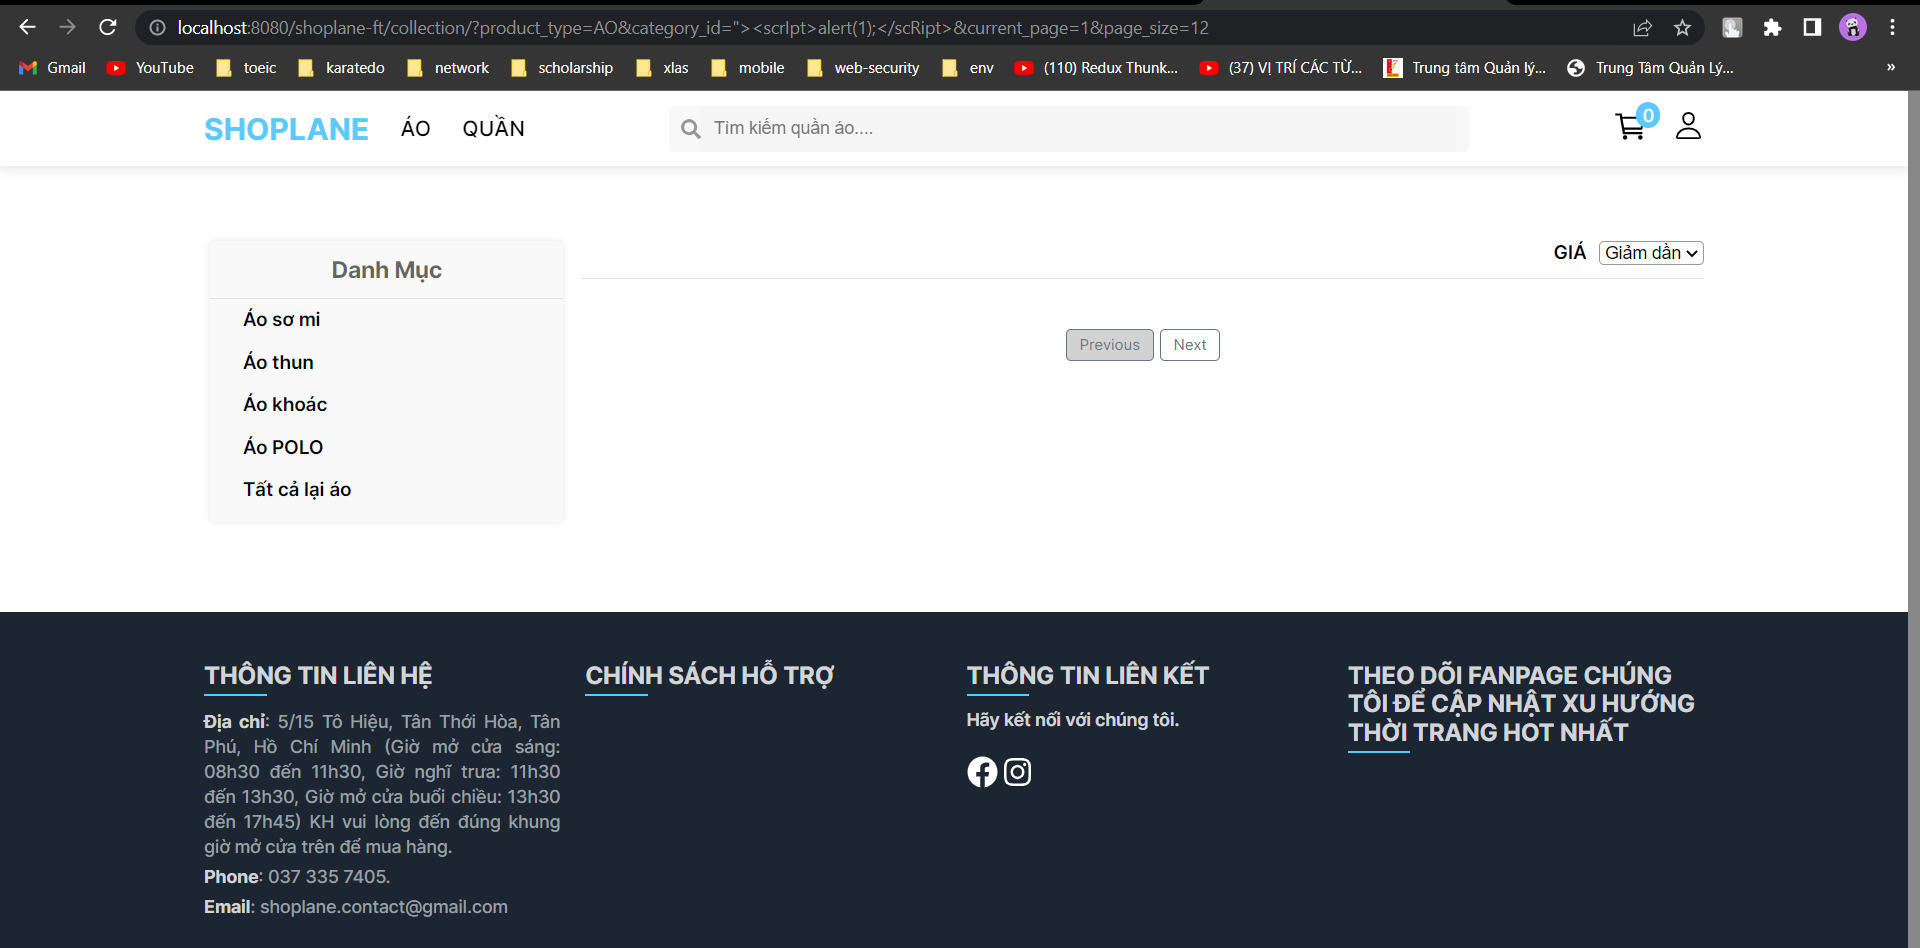 localhost:8080/shoplane-ft/collection/?product_type=AO&category_id="><scrIpt>alert(1);</scRipt>&current_page=1&page_size=12
Gmail YouTube toeic karatedo network scholarship xlas mobile web-security env (110) Redux Thunk... (37) VỊ TRÍ CÁC TỪ... Trung tâm Quản lý... Trung Tâm Quản Lý... »
SHOPLANE ÁO QUẦN Tìm kiếm quần áo.... 0
GIÁ Giảm dần
Danh Mục
Áo sơ mi
Áo thun
Áo khoác
Áo POLO
Tất cả lại áo
Previous Next
THÔNG TIN LIÊN HỆ
Địa chỉ: 5/15 Tô Hiệu, Tân Thới Hòa, Tân
Phú, Hồ Chí Minh (Giờ mở cửa sáng:
08h30 đến 11h30, Giờ nghĩ trưa: 11h30
đến 13h30, Giờ mở cửa buổi chiều: 13h30
đến 17h45) KH vui lòng đến đúng khung
giờ mở cửa trên để mua hàng.
Phone: 037 335 7405.
Email: shoplane.contact@gmail.com
CHÍNH SÁCH HỖ TRỢ
THÔNG TIN LIÊN KẾT
Hãy kết nối với chúng tôi.
THEO DÕI FANPAGE CHÚNG
TÔI ĐỂ CẬP NHẬT XU HƯỚNG
THỜI TRANG HOT NHẤT